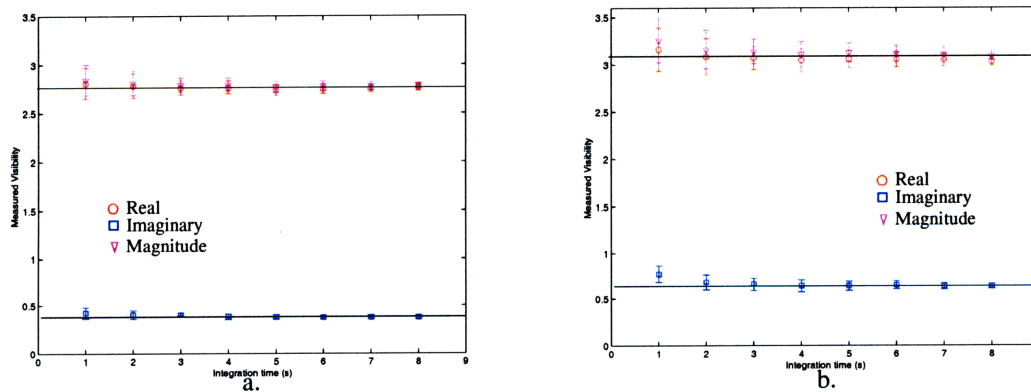 3.5
3
2.5
2
1.5
1
0.5
0
Measured Visibility
Real
Imaginary
Magnitude
0 1 2 3 4 5 6 7 8 9
Integration time (s)
a.
3.5
3
2.5
2
1.5
1
0.5
0
Measured Visibility
Real
Imaginary
Magnitude
0 1 2 3 4 5 6 7 8
Integration time (s)
b.